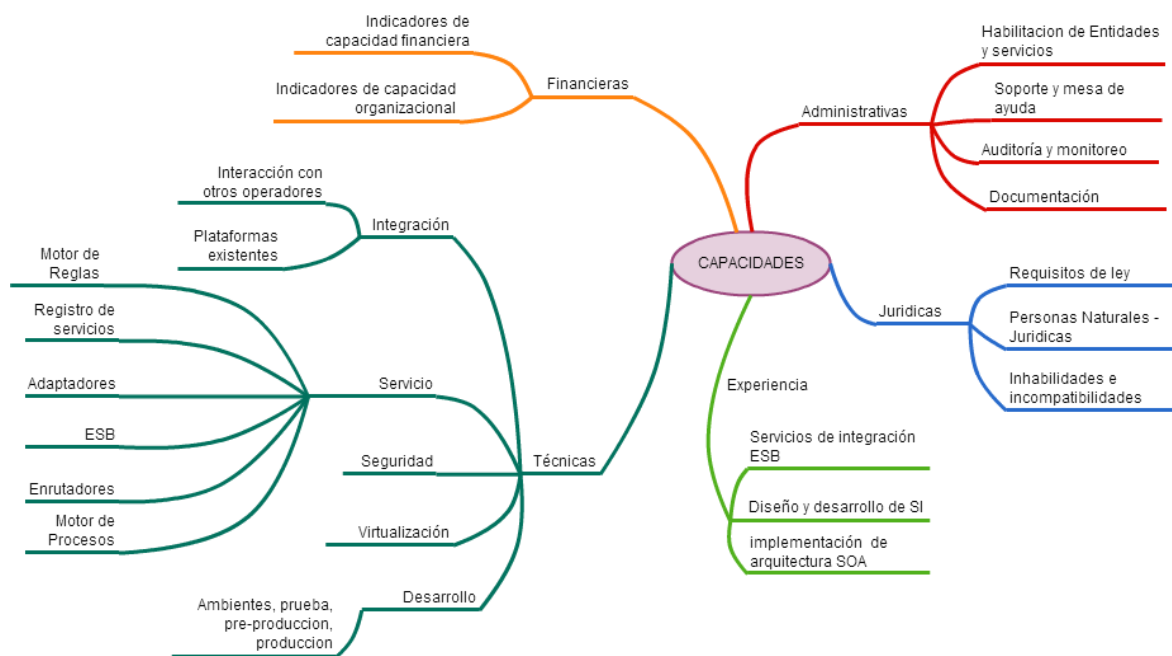 Indicadores de
capacidad financiera
Indicadores de capacidad
organizacional
Financieras
Habilitacion de Entidades
y servicios
Soporte y mesa de
ayuda
Administrativas
Auditoría y monitoreo
Documentación
Interacción con
otros operadores
Integración
Plataformas
existentes
CAPACIDADES
Requisitos de ley
Juridicas
Personas Naturales -
Juridicas
Inhabilidades e
incompatibilidades
Motor de
Reglas
Registro de
servicios
Adaptadores
Servicio
ESB
Enrutadores
Motor de
Procesos
Seguridad
Técnicas
Virtualización
Desarrollo
Ambientes, prueba,
pre-produccion,
produccion
Experiencia
Servicios de integración
ESB
Diseño y desarrollo de SI
implementación de
arquitectura SOA